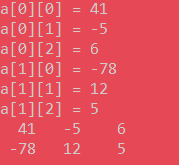 a[0][0] = 41
a[0][1] = -5
a[0][2] = 6
a[1][0] = -78
a[1][1] = 12
a[1][2] = 5
41 -5 6
-78 12 5